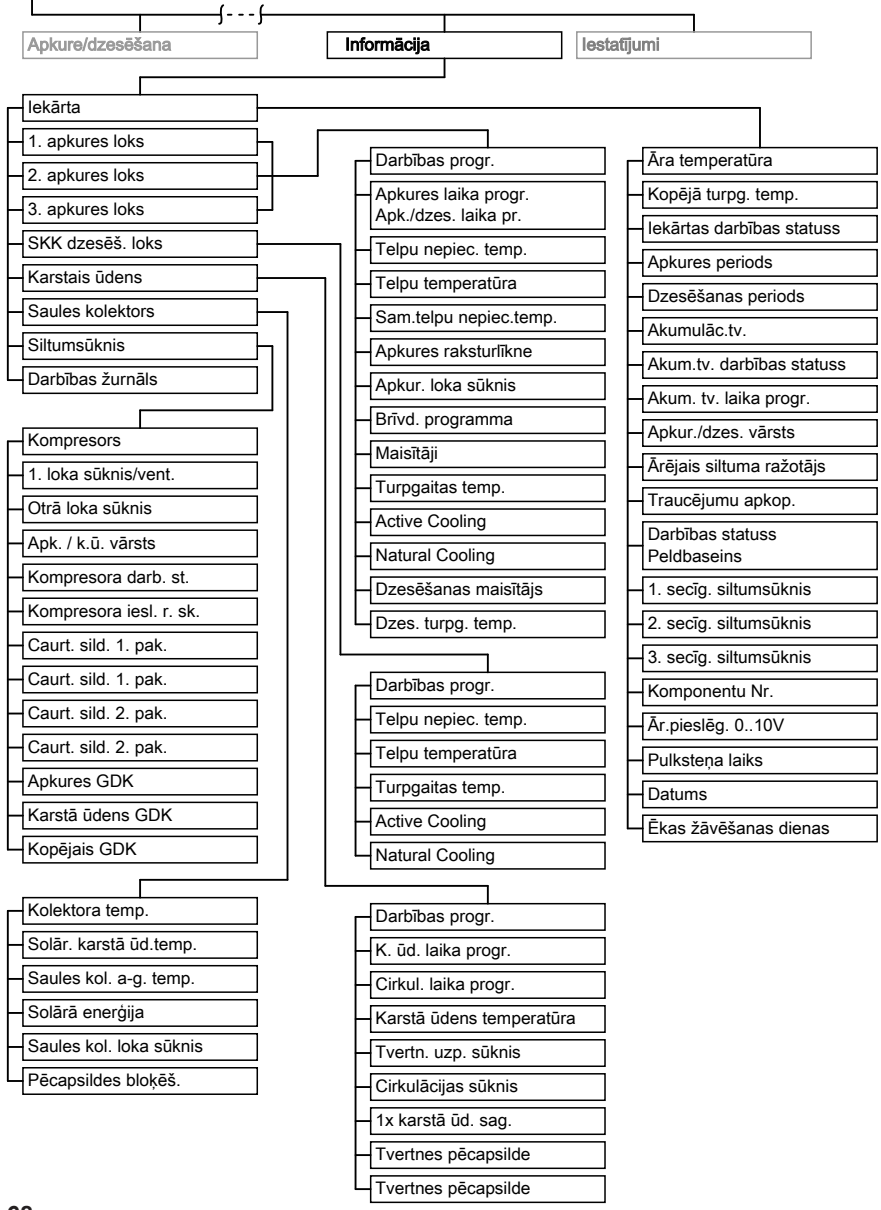 Apkure/dzesēšana
Informācija
Iestatījumi
Iekārta
1. apkures loks
2. apkures loks
3. apkures loks
SKK dzesēš. loks
Karstais ūdens
Saules kolektors
Siltumsūknis
Darbības žurnāls
Kompresors
1. loka sūknis/vent.
Otrā loka sūknis
Apk. / k.ū. vārsts
Kompresora darb. st.
Kompresora iesl. r. sk.
Caurt. sild. 1. pak.
Caurt. sild. 1. pak.
Caurt. sild. 2. pak.
Caurt. sild. 2. pak.
Apkures GDK
Karstā ūdens GDK
Kopējais GDK
Kolektora temp.
Solār. karstā ūd.temp.
Saules kol. a-g. temp.
Solārā enerģija
Saules kol. loka sūknis
Pēcapsildes bloķēš.
Darbības progr.
Apkures laika progr.
Apk./dzes. laika pr.
Telpu nepiec. temp.
Telpu temperatūra
Sam.telpu nepiec.temp.
Apkures raksturlīkne
Apkur. loka sūknis
Brīvd. programma
Maisītāji
Turpgaitas temp.
Active Cooling
Natural Cooling
Dzesēšanas maisītājs
Dzes. turpg. temp.
Darbības progr.
Telpu nepiec. temp.
Telpu temperatūra
Turpgaitas temp.
Active Cooling
Natural Cooling
Darbības progr.
K. ūd. laika progr.
Cirkul. laika progr.
Karstā ūdens temperatūra
Tvertn. uzp. sūknis
Cirkulācijas sūknis
1x karstā ūd. sag.
Tvertnes pēcapsilde
Tvertnes pēcapsilde
Āra temperatūra
Kopējā turpg. temp.
Iekārtas darbības statuss
Apkures periods
Dzesēšanas periods
Akumulāc.tv.
Akum.tv. darbības statuss
Akum. tv. laika progr.
Apkur./dzes. vārsts
Ārējais siltuma ražotājs
Traucējumu apkop.
Darbības statuss
Peldbaseins
1. secīg. siltumsūknis
2. secīg. siltumsūknis
3. secīg. siltumsūknis
Komponentu Nr.
Ār.pieslēg. 0..10V
Pulksteņa laiks
Datums
Ēkas žāvēšanas dienas